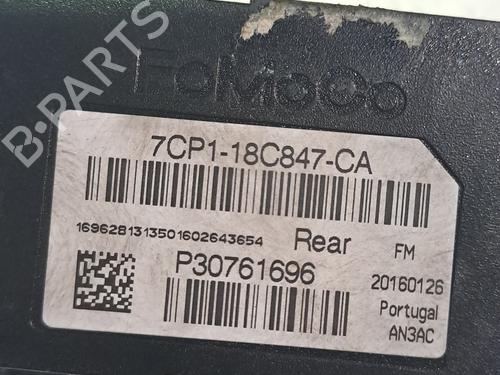 B-PARTS
FoMoCo
7CP1-18C847-CA
1696281313501602643654
Rear
FM
P30761696
20160126
Portugal
AN3AC